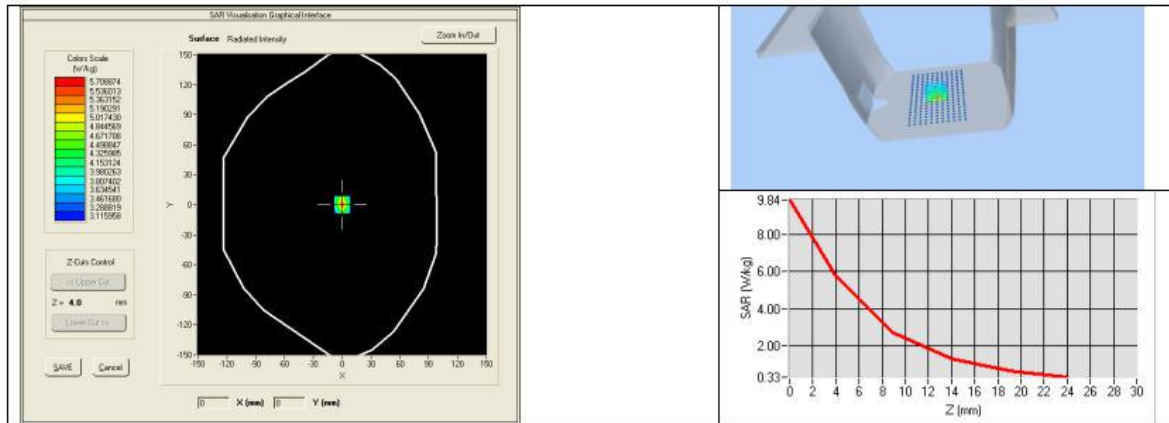 SAR Visualisation Graphical Interface
Surface Radiated Intensity
Zoom In/Out
Colors Scale
(W/kg)
5.708874
5.536013
5.363152
5.190291
5.017430
4.844569
4.671708
4.498847
4.325985
4.153124
3.980263
3.807402
3.634541
3.461680
3.288819
3.115958
150
120
90
60
30
0
-30
-60
-90
-120
-150
Y
-150 -120 -90 -60 -30 0 30 60 90 120 150
X
Z-Cuts Control
<< Upper Cut
Z = 4.0 mm
Lower Cut >>
SAVE Cancel
0 X (mm) 0 Y (mm)
9.84
8.00
6.00
4.00
2.00
0.33
SAR (W/kg)
0 2 4 6 8 10 12 14 16 18 20 22 24 26 28 30
Z (mm)